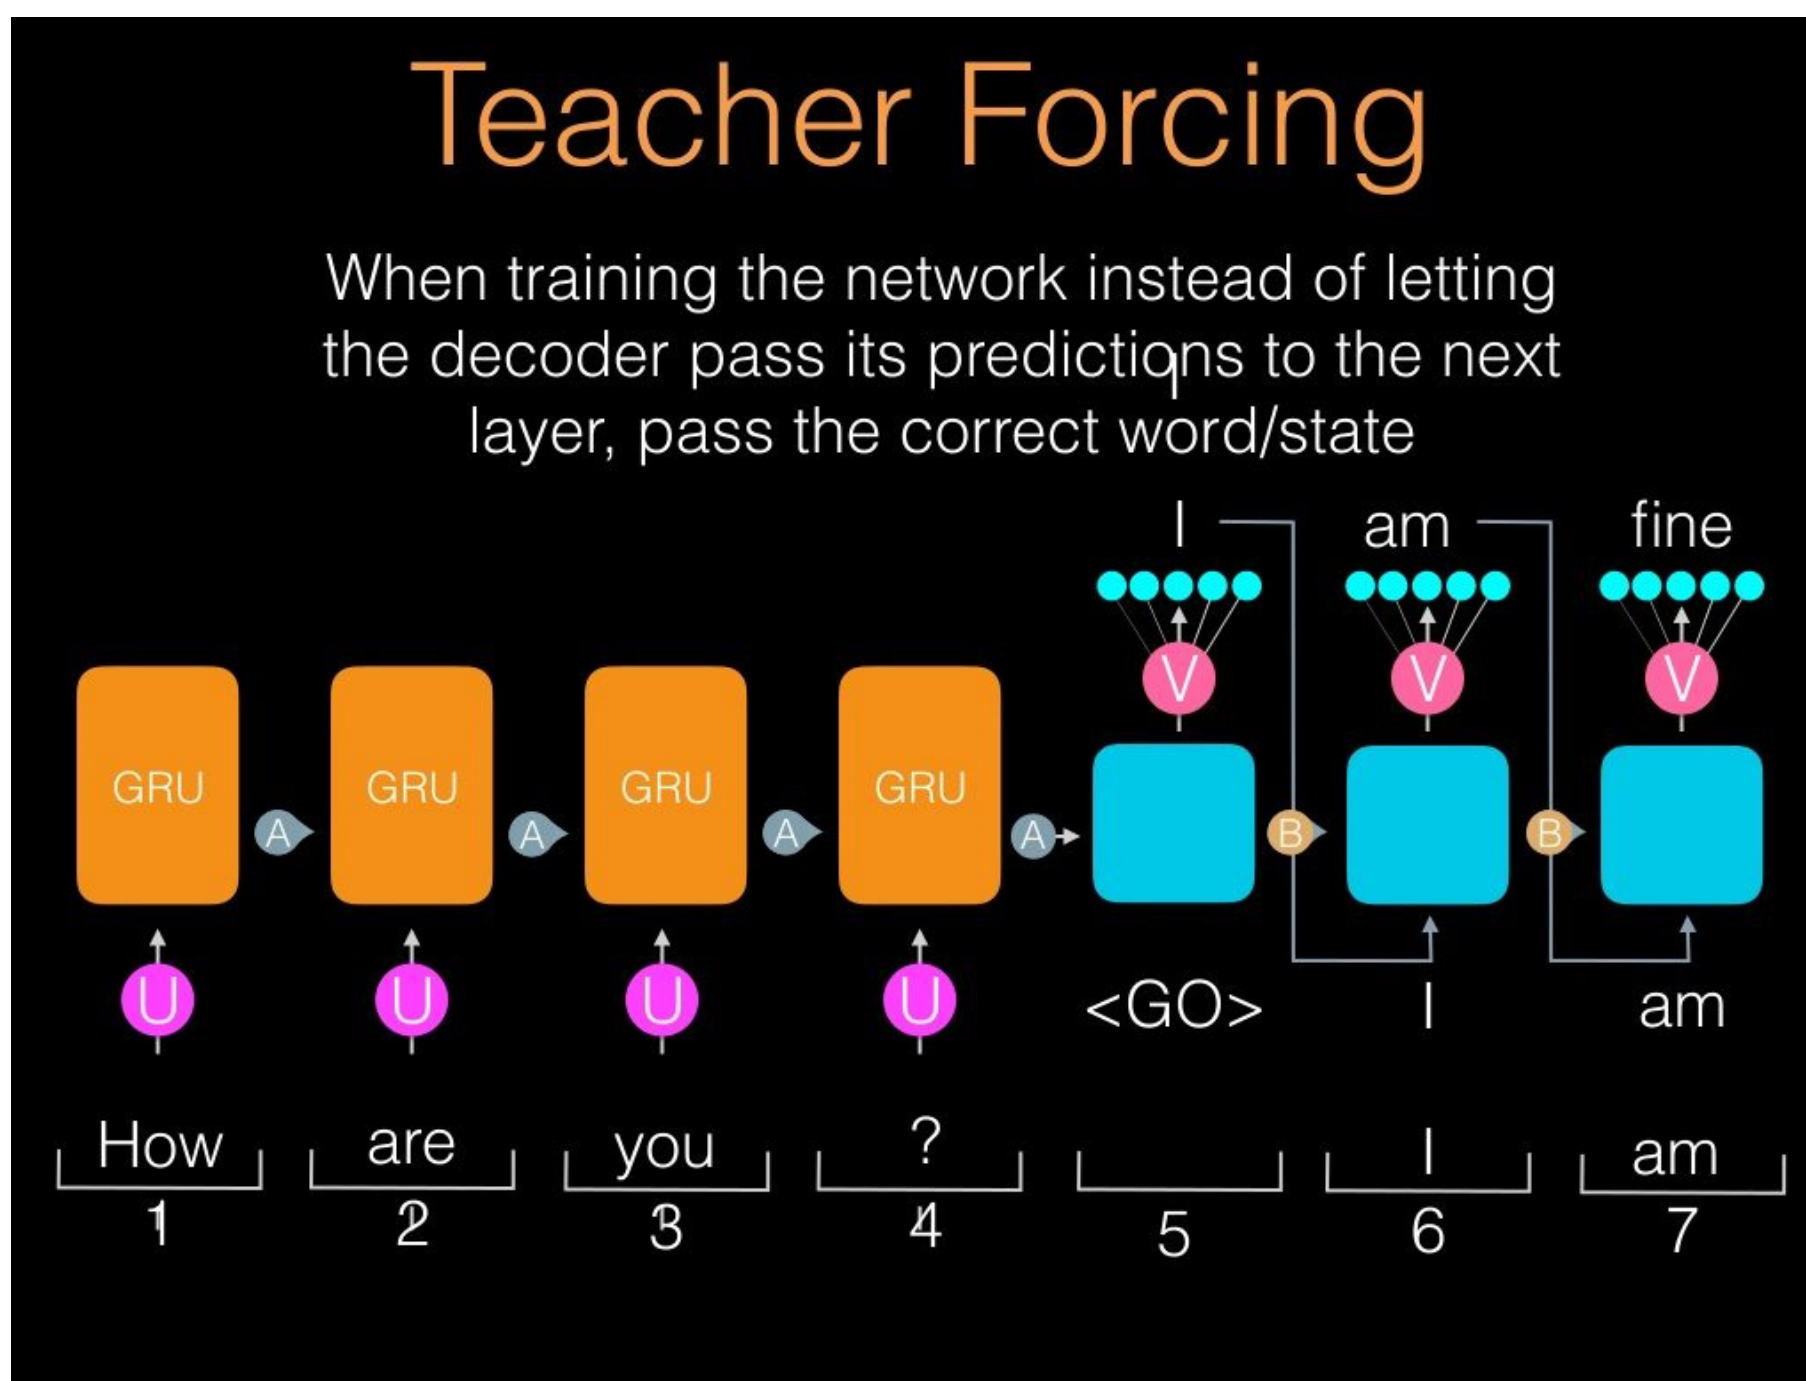 Teacher Forcing
When training the network instead of letting
the decoder pass its predictions to the next
layer, pass the correct word/state
I am fine
V V V
GRU GRU GRU GRU
A A A A B B
U U U U <GO> I am
How are you ? I am
1 2 3 4 5 6 7